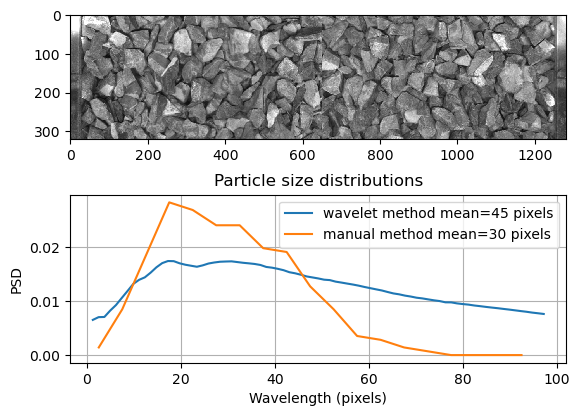 0
100
200
300
0 200 400 600 800 1000 1200
Particle size distributions
wavelet method mean=45 pixels
manual method mean=30 pixels
PSD
0.02
0.01
0.00
0 20 40 60 80 100
Wavelength (pixels)